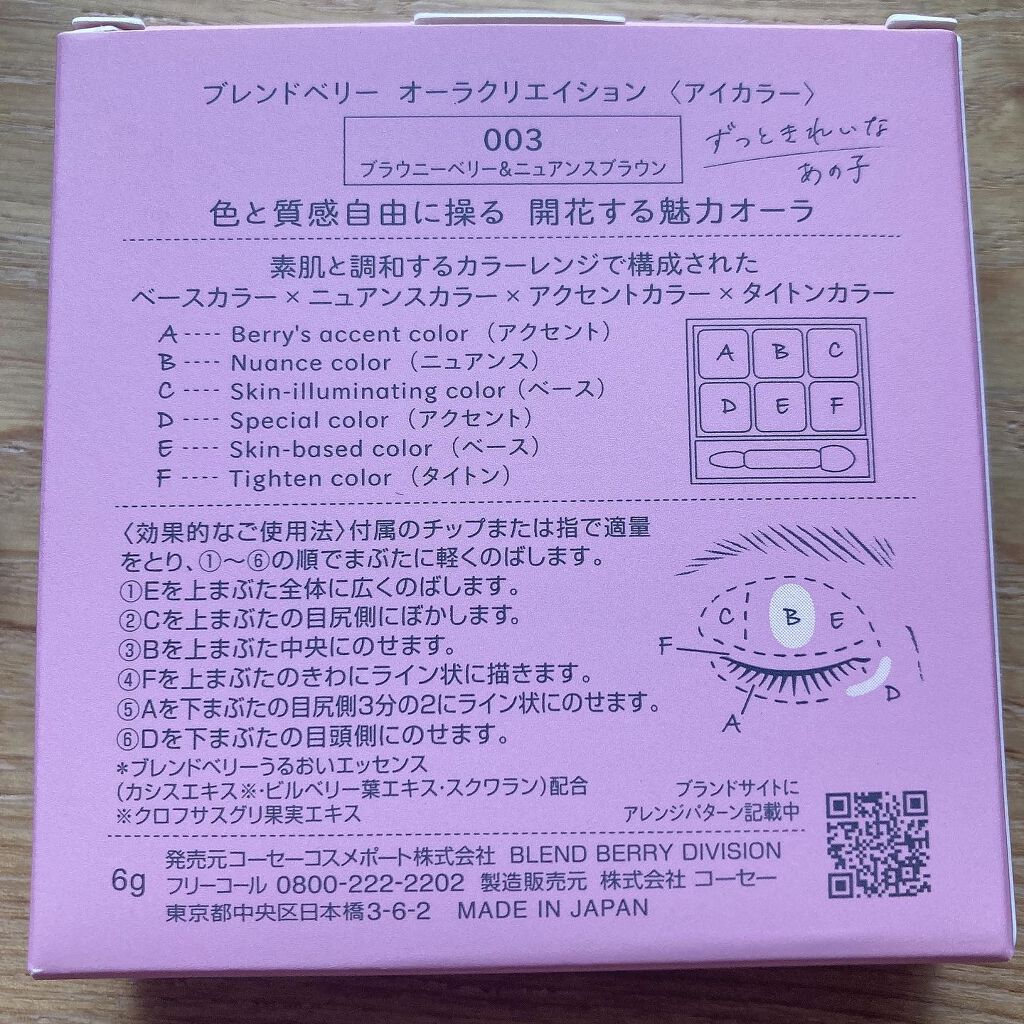 ブレンドベリー オーラクリエイション 〈アイカラー〉
003
ブラウニーベリー&ニュアンスブラウン
ずっときれいな
あの子
色と質感自由に操る 開花する魅力オーラ
素肌と調和するカラーレンジで構成された
ベースカラー×ニュアンスカラー×アクセントカラー×タイトンカラー
A ---- Berry's accent color (アクセント)
B ---- Nuance color (ニュアンス)
C ---- Skin-illuminating color (ベース)
D ---- Special color (アクセント)
E ---- Skin-based color (ベース)
F ---- Tighten color (タイトン)
A B C
D E F
〈効果的なご使用法〉付属のチップまたは指で適量
をとり、①〜⑥の順でまぶたに軽くのばします。
①Eを上まぶた全体に広くのばします。
②Cを上まぶたの目尻側にぼかします。
③Bを上まぶた中央にのせます。
④Fを上まぶたのきわにライン状に描きます。
⑤Aを下まぶたの目尻側3分の2にライン状にのせます。
⑥Dを下まぶたの目頭側にのせます。
C B E
F
D
A
*ブレンドベリーうるおいエッセンス
(カシスエキス※・ビルベリー葉エキス・スクワラン)配合
※クロフサスグリ果実エキス
ブランドサイトに
アレンジパターン記載中
6g
発売元コーセーコスメポート株式会社 BLEND BERRY DIVISION
フリーコール 0800-222-2202 製造販売元 株式会社 コーセー
東京都中央区日本橋3-6-2 MADE IN JAPAN